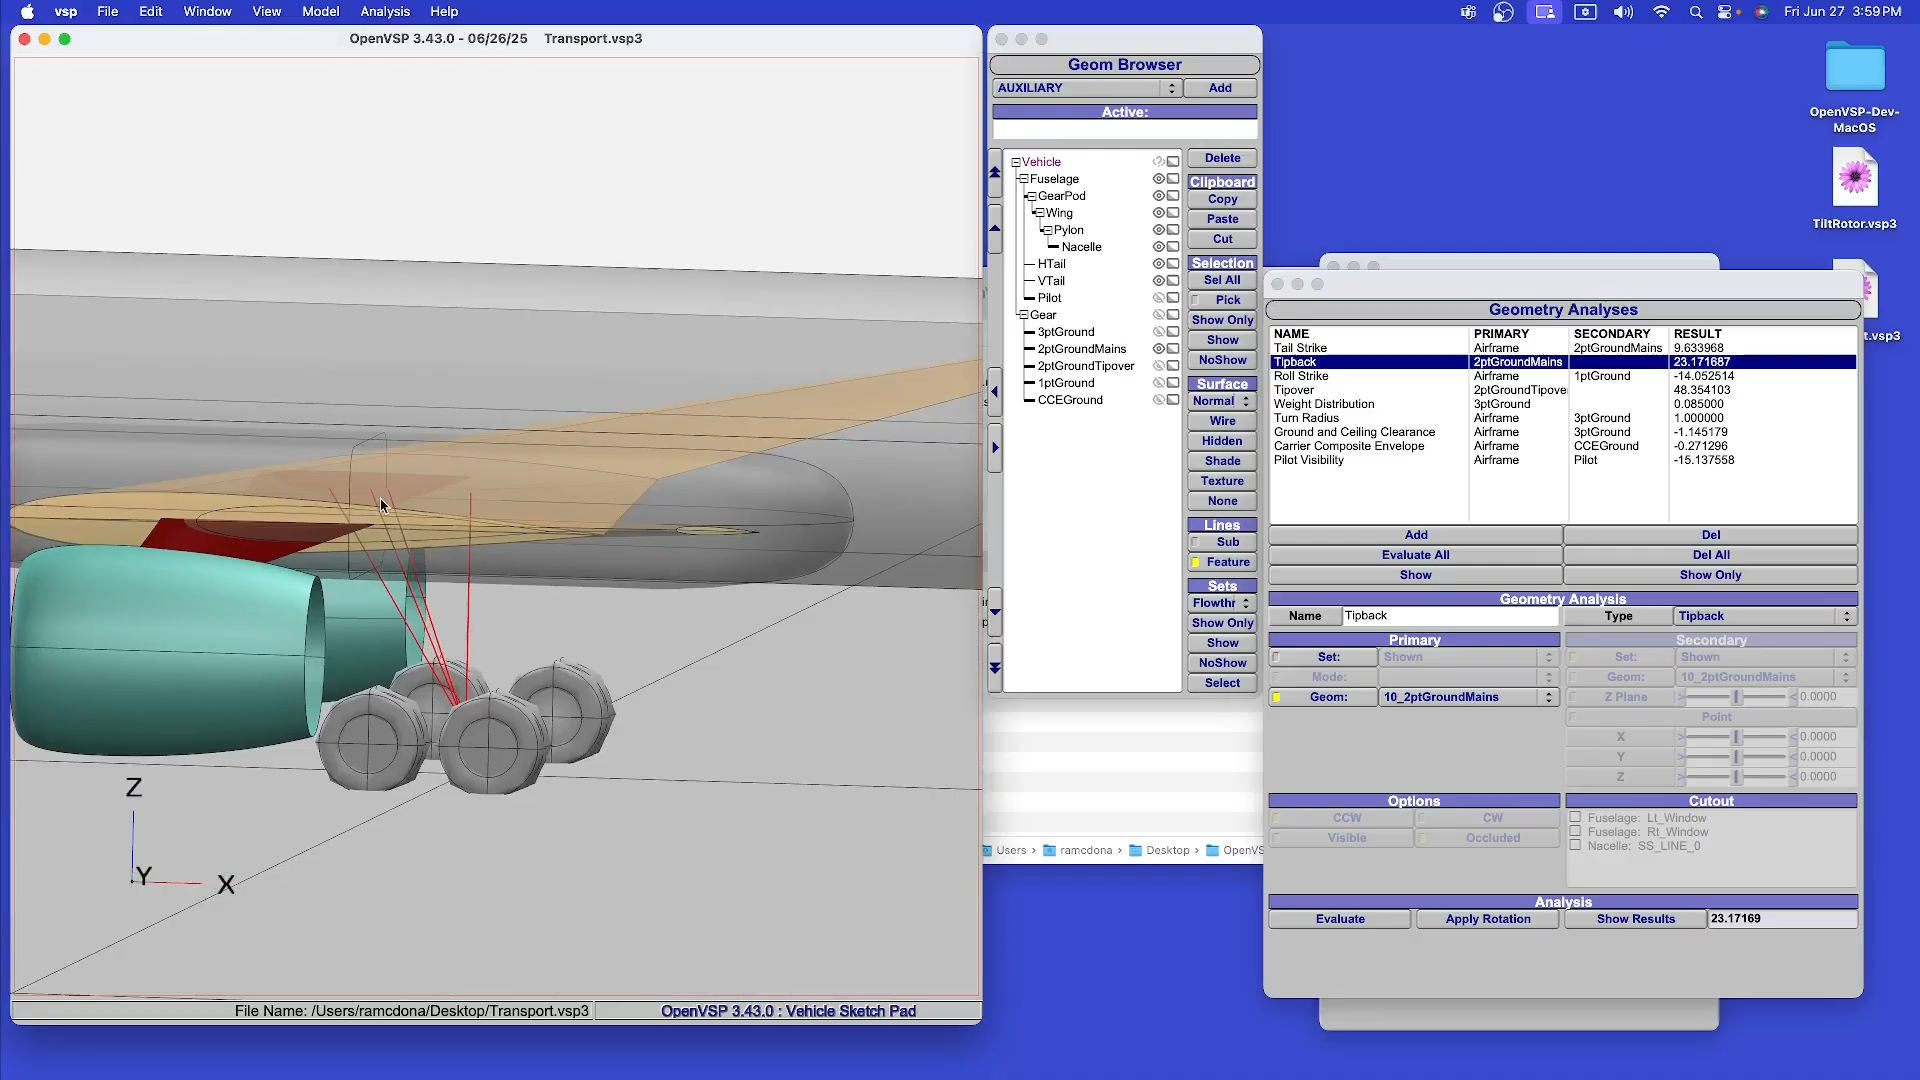 vsp File Edit Window View Model Analysis Help
Fri Jun 27 3:59 PM
OpenVSP 3.43.0 - 06/26/25 Transport.vsp3
Z
Y
X
File Name: /Users/ramcdona/Desktop/Transport.vsp3
OpenVSP 3.43.0 : Vehicle Sketch Pad
Geom Browser
AUXILIARY
Add
Active:
Vehicle
Fuselage
GearPod
Wing
Pylon
Nacelle
HTail
VTail
Pilot
Gear
3ptGround
2ptGroundMains
2ptGroundTipover
1ptGround
CCEGround
Delete
Clipboard
Copy
Paste
Cut
Selection
Sel All
Pick
Show Only
Show
NoShow
Surface
Normal
Wire
Hidden
Shade
Texture
None
Lines
Sub
Feature
Sets
Flowthr
Show Only
Show
NoShow
Select
Users › ramcdona › Desktop › OpenVS
OpenVSP-Dev-
MacOS
TiltRotor.vsp3
t.vsp3
Geometry Analyses
NAME PRIMARY SECONDARY RESULT
Tail Strike Airframe 2ptGroundMains 9.633968
Tipback 2ptGroundMains 23.171687
Roll Strike Airframe 1ptGround -14.052514
Tipover 2ptGroundTipove 48.354103
Weight Distribution 3ptGround 0.085000
Turn Radius Airframe 3ptGround 1.000000
Ground and Ceiling Clearance Airframe 3ptGround -1.145179
Carrier Composite Envelope Airframe CCEGround -0.271296
Pilot Visibility Airframe Pilot -15.137558
Add Del
Evaluate All Del All
Show Show Only
Geometry Analysis
Name Tipback Type Tipback
Primary Secondary
Set: Shown Set: Shown
Mode: Geom: 10_2ptGroundMains
Geom: 10_2ptGroundMains Z Plane > < 0.0000
Point
X > < 0.0000
Y > < 0.0000
Z > < 0.0000
Options Cutout
CCW CW Fuselage: Lt_Window
Visible Occluded Fuselage: Rt_Window
Nacelle: SS_LINE_0
Analysis
Evaluate Apply Rotation Show Results 23.17169